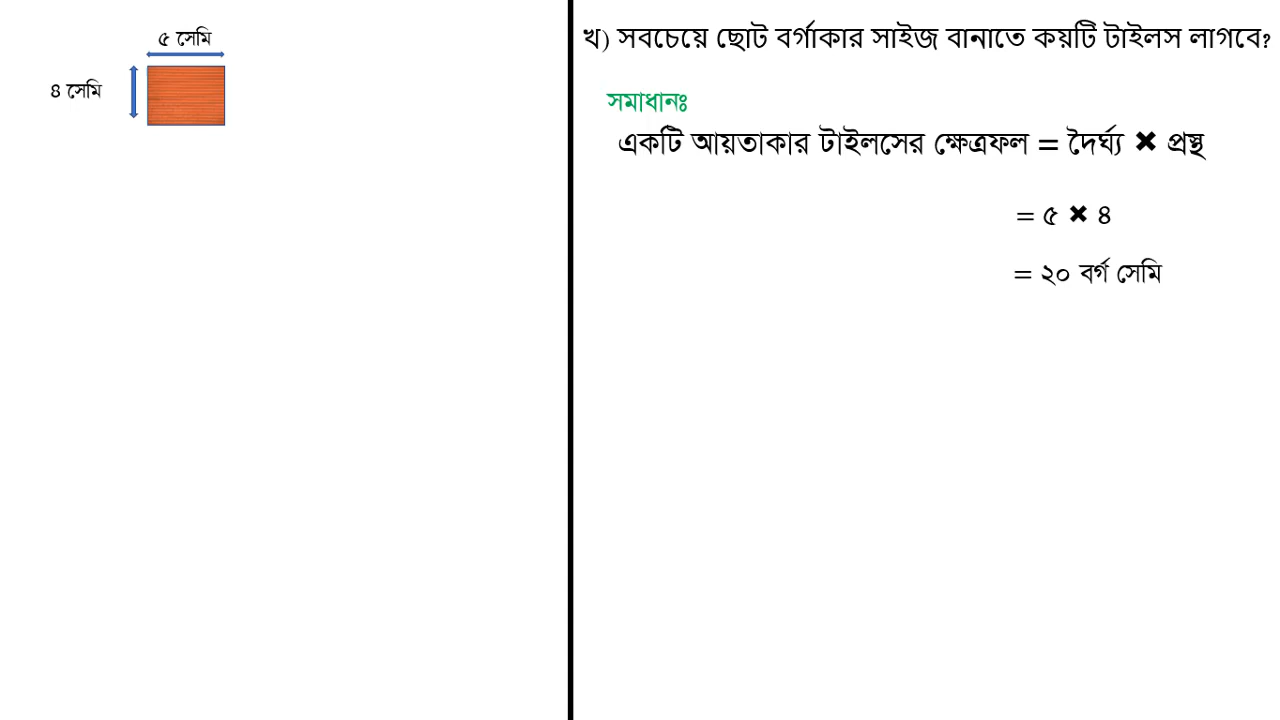 ৫ সেমি
৪ সেমি
খ) সবচেয়ে ছোট বর্গাকার সাইজ বানাতে কয়টি টাইলস লাগবে?
সমাধানঃ
একটি আয়তাকার টাইলসের ক্ষেত্রফল = দৈর্ঘ্য ✖ প্রস্থ
= ৫ ✖ ৪
= ২০ বর্গ সেমি